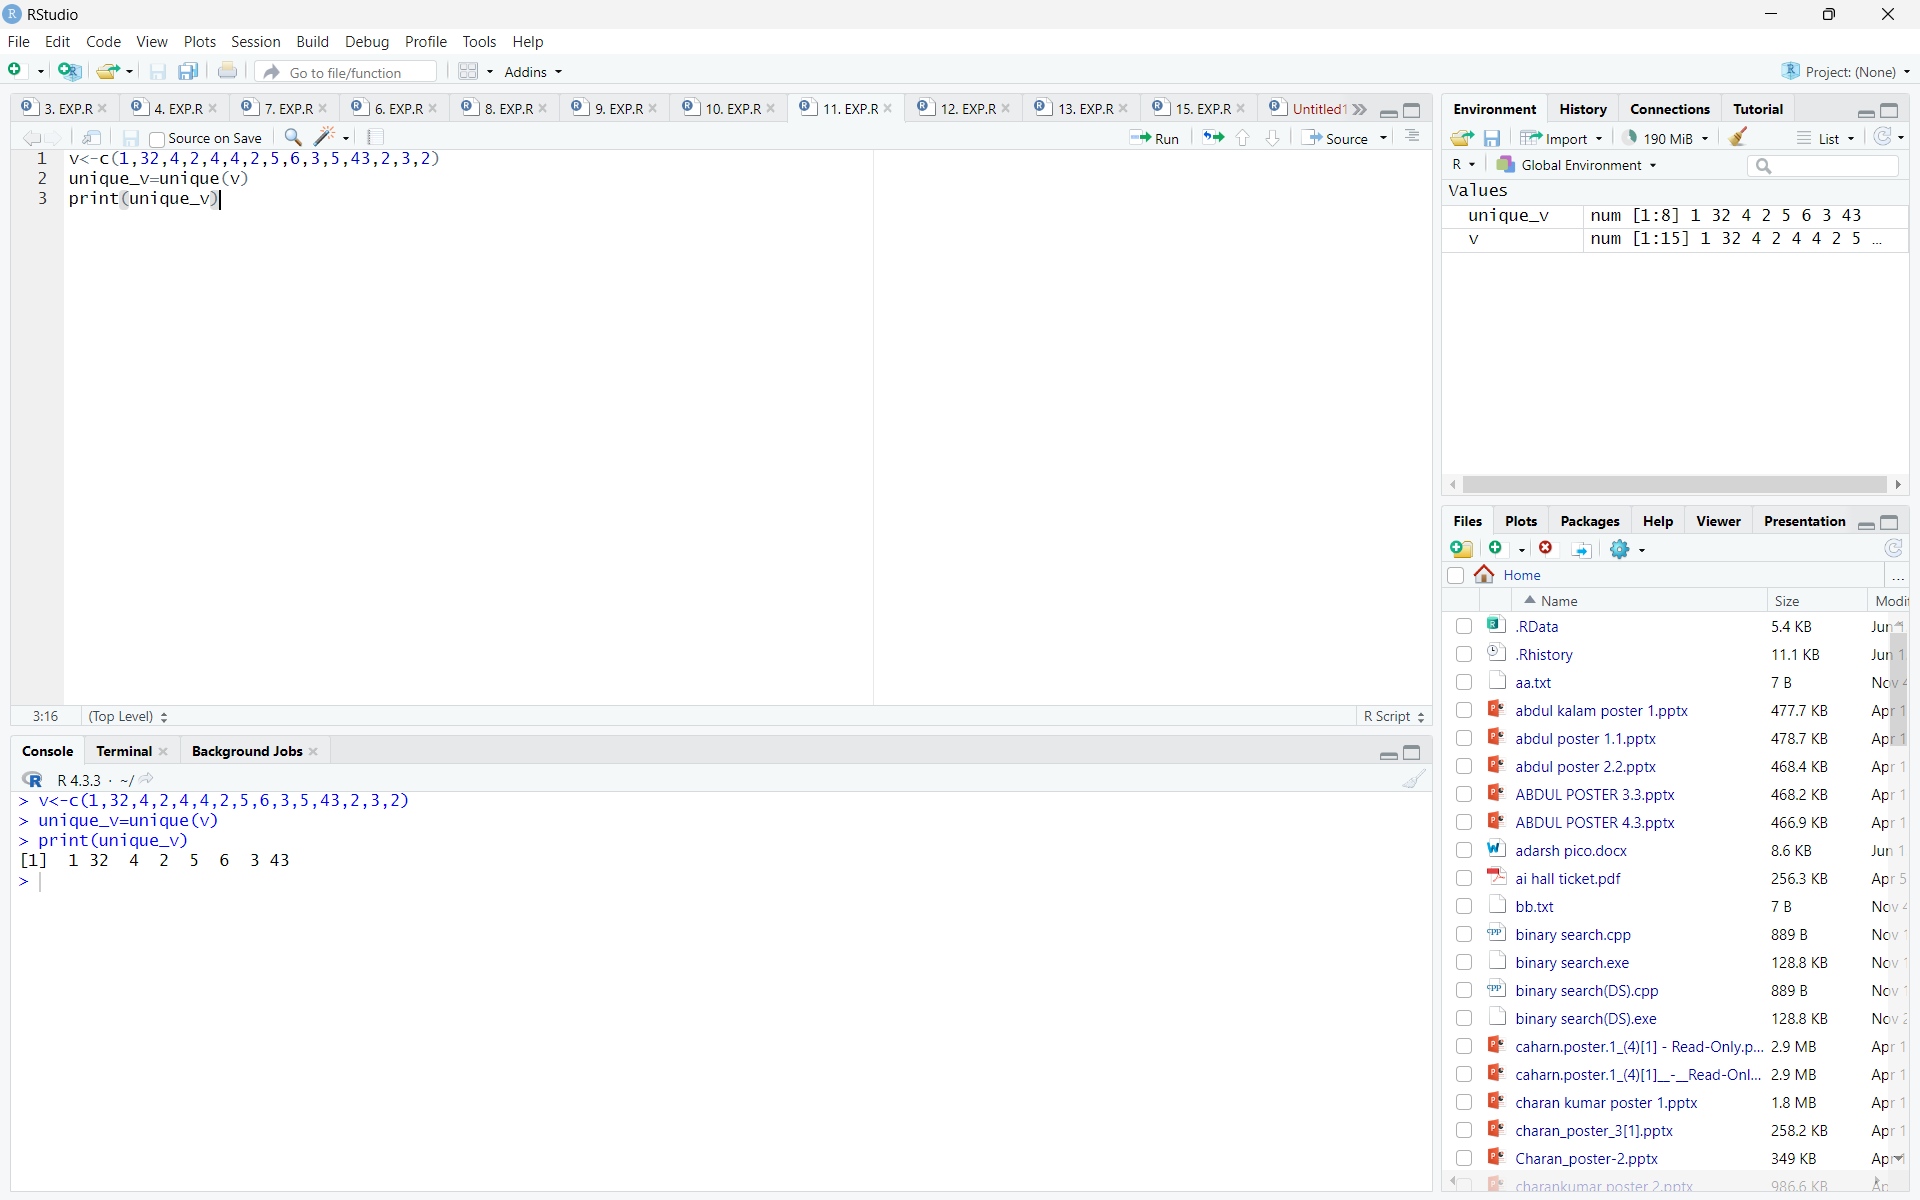 RStudio
File Edit Code View Plots Session Build Debug Profile Tools Help
Go to file/function Addins Project: (None)
3. EXP.R 4. EXP.R 7. EXP.R 6. EXP.R 8. EXP.R 9. EXP.R 10. EXP.R 11. EXP.R 12. EXP.R 13. EXP.R 15. EXP.R Untitled1
Source on Save Run Source
1 v<-c(1,32,4,2,4,4,2,5,6,3,5,43,2,3,2)
2 unique_v=unique(v)
3 print(unique_v)
3:16 (Top Level) R Script
Console Terminal Background Jobs
R 4.3.3 · ~/
> v<-c(1,32,4,2,4,4,2,5,6,3,5,43,2,3,2)
> unique_v=unique(v)
> print(unique_v)
[1] 1 32 4 2 5 6 3 43
>
Environment History Connections Tutorial
Import 190 MiB List
R Global Environment
Values
unique_v num [1:8] 1 32 4 2 5 6 3 43
v num [1:15] 1 32 4 2 4 4 2 5 …
Files Plots Packages Help Viewer Presentation
Home ...
Name Size Modif
.RData 5.4 KB Jun 1
.Rhistory 11.1 KB Jun 1
aa.txt 7 B Nov 4
abdul kalam poster 1.pptx 477.7 KB Apr 1
abdul poster 1.1.pptx 478.7 KB Apr 1
abdul poster 2.2.pptx 468.4 KB Apr 1
ABDUL POSTER 3.3.pptx 468.2 KB Apr 1
ABDUL POSTER 4.3.pptx 466.9 KB Apr 1
adarsh pico.docx 8.6 KB Jun 1
ai hall ticket.pdf 256.3 KB Apr 5
bb.txt 7 B Nov 4
binary search.cpp 889 B Nov 1
binary search.exe 128.8 KB Nov 1
binary search(DS).cpp 889 B Nov 1
binary search(DS).exe 128.8 KB Nov 2
caharn.poster.1_(4)[1] - Read-Only.p... 2.9 MB Apr 1
caharn.poster.1_(4)[1]__-__Read-Onl... 2.9 MB Apr 1
charan kumar poster 1.pptx 1.8 MB Apr 1
charan_poster_3[1].pptx 258.2 KB Apr 1
Charan_poster-2.pptx 349 KB Apr 1
charankumar poster 2.pptx 986.6 KB Apr